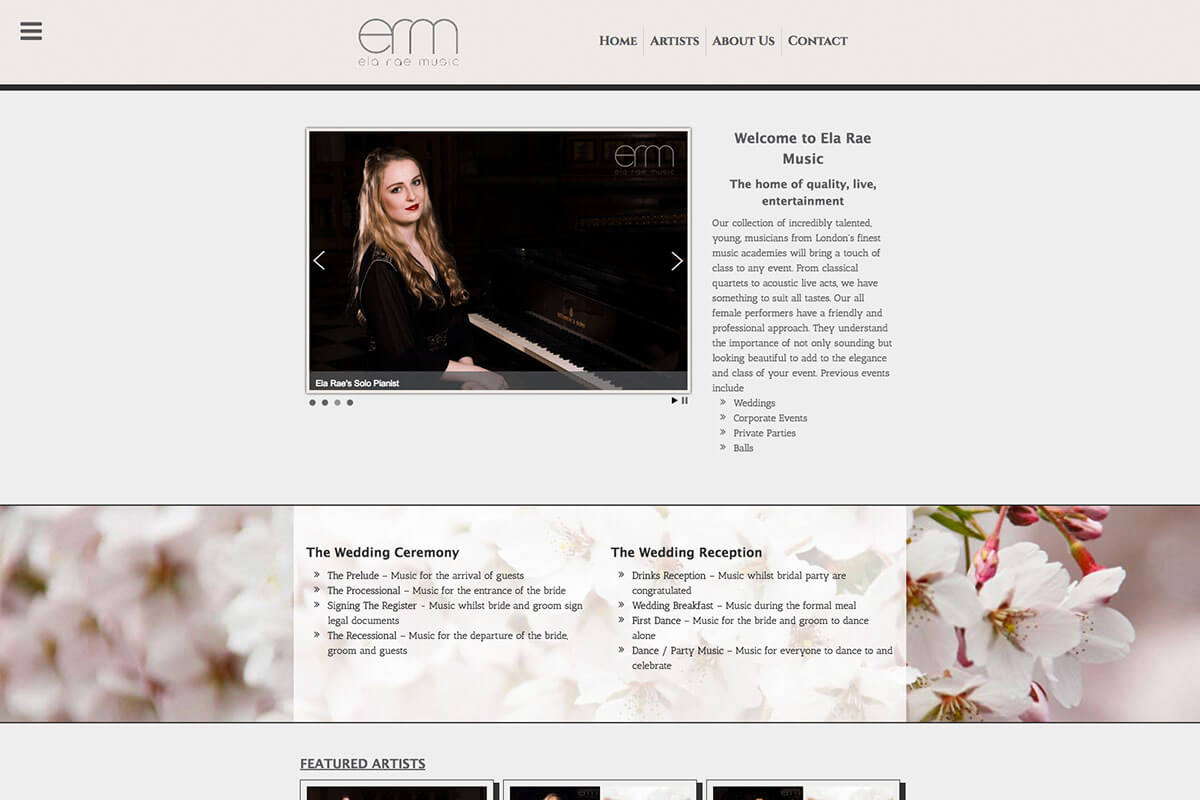 erm
ela rae music
Home
Artists
About Us
Contact
erm
ela rae music
Ela Rae's Solo Pianist
Welcome to Ela Rae
Music
The home of quality, live,
entertainment
Our collection of incredibly talented,
young, musicians from London's finest
music academies will bring a touch of
class to any event. From classical
quartets to acoustic live acts, we have
something to suit all tastes. Our all
female performers have a friendly and
professional approach. They understand
the importance of not only sounding but
looking beautiful to add to the elegance
and class of your event. Previous events
include
» Weddings
» Corporate Events
» Private Parties
» Balls
The Wedding Ceremony
» The Prelude – Music for the arrival of guests
» The Processional – Music for the entrance of the bride
» Signing The Register - Music whilst bride and groom sign
legal documents
» The Recessional – Music for the departure of the bride,
groom and guests
The Wedding Reception
» Drinks Reception – Music whilst bridal party are
congratulated
» Wedding Breakfast – Music during the formal meal
» First Dance – Music for the bride and groom to dance
alone
» Dance / Party Music – Music for everyone to dance to and
celebrate
FEATURED ARTISTS